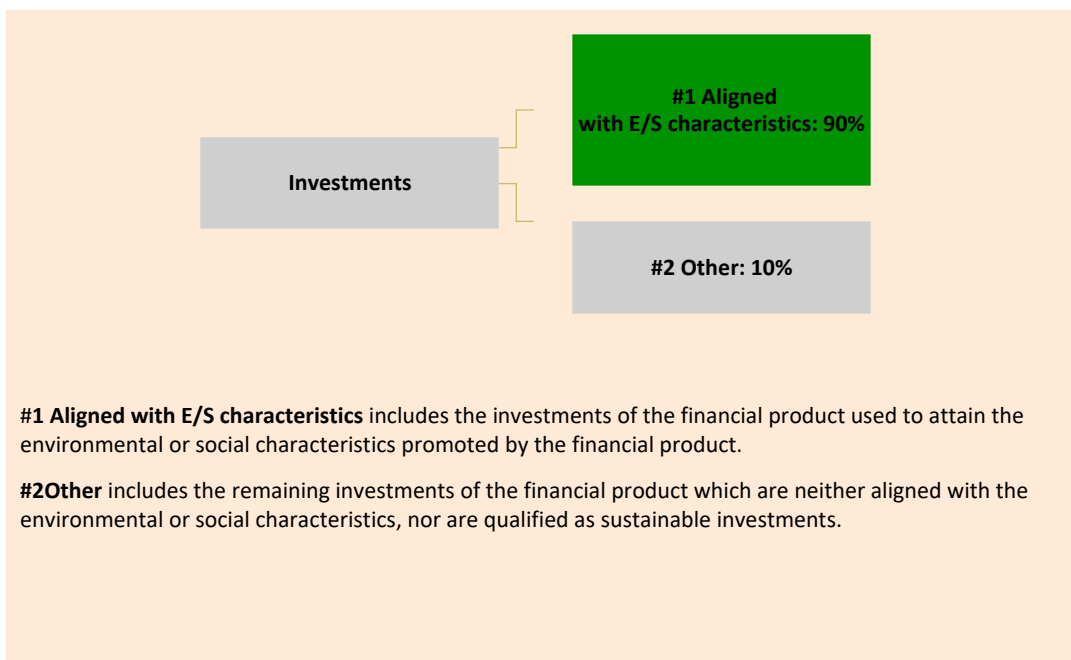 #1 Aligned
with E/S characteristics: 90%
Investments
#2 Other: 10%
#1 Aligned with E/S characteristics includes the investments of the financial product used to attain the
environmental or social characteristics promoted by the financial product.
#2Other includes the remaining investments of the financial product which are neither aligned with the
environmental or social characteristics, nor are qualified as sustainable investments.